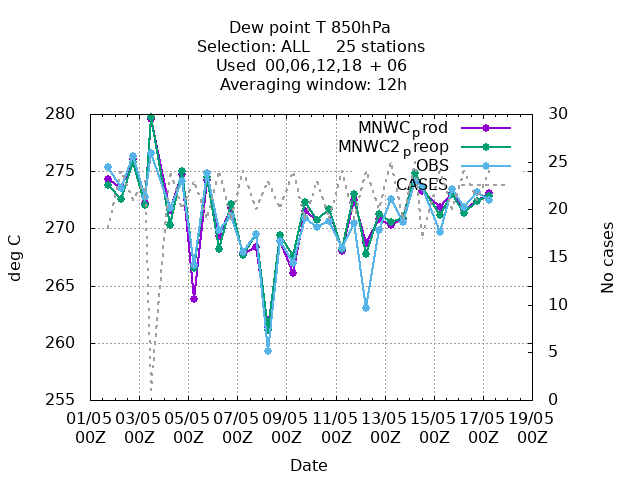 Dew point T 850hPa
Selection: ALL 25 stations
Used 00,06,12,18 + 06
Averaging window: 12h
280 30
MNWCprod
MNWC2preop
OBS
CASES
275 25
270 20
265 15
260 10
5
255 0
deg C
No cases
01/05 03/05 05/05 07/05 09/05 11/05 13/05 15/05 17/05 19/05
00Z 00Z 00Z 00Z 00Z 00Z 00Z 00Z 00Z 00Z
Date